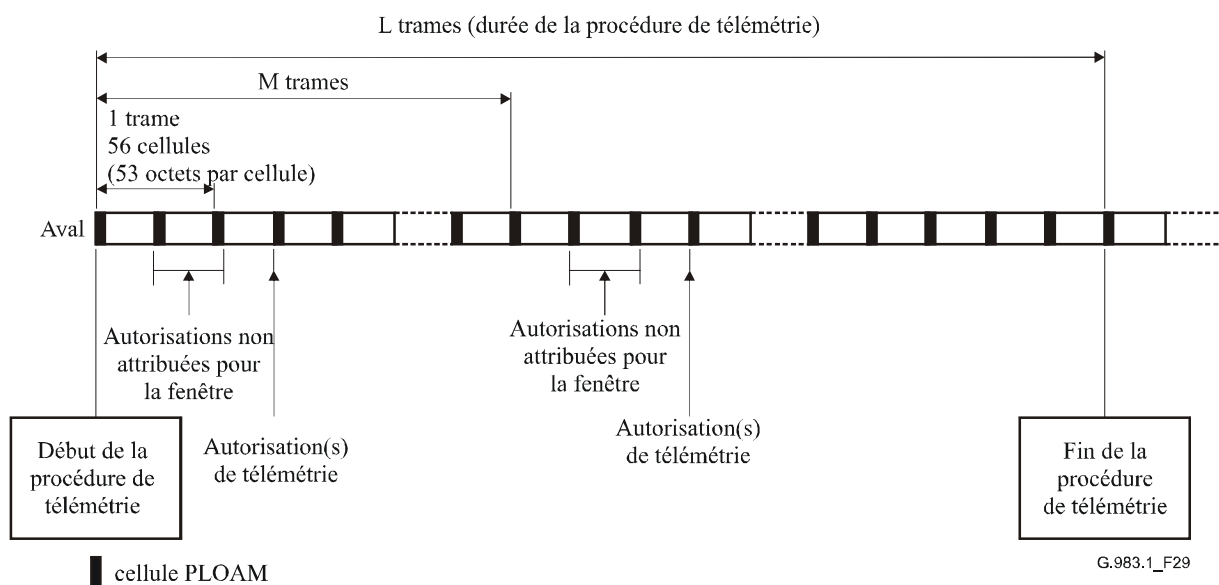 L trames (durée de la procédure de télémétrie)
M trames
1 trame
56 cellules
(53 octets par cellule)
Aval
Autorisations non
attribuées pour
la fenêtre
Autorisations non
attribuées pour
la fenêtre
Début de la
procédure de
télémétrie
Autorisation(s)
de télémétrie
Autorisation(s)
de télémétrie
Fin de la
procédure
de télémétrie
cellule PLOAM
G.983.1_F29